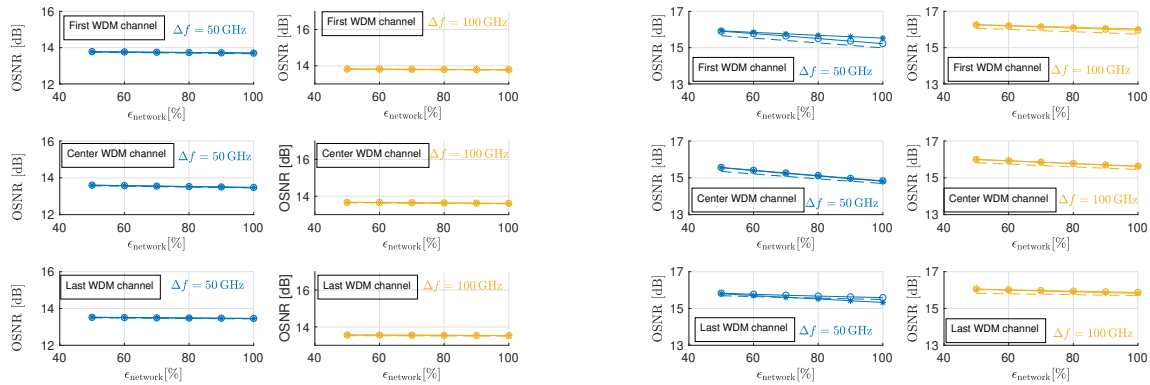 OSNR [dB]
16
14
12
First WDM channel
Δf = 50 GHz
40 60 80 100
ϵnetwork[%]
16
14
First WDM channel
Δf = 100 GHz
40 60 80 100
ϵnetwork[%]
OSNR [dB]
17
15
13
First WDM channel
Δf = 50 GHz
40 60 80 100
ϵnetwork[%]
OSNR [dB]
17
15
13
First WDM channel
Δf = 100 GHz
40 60 80 100
ϵnetwork[%]
OSNR [dB]
16
14
12
Center WDM channel
Δf = 50 GHz
40 60 80 100
ϵnetwork[%]
OSNR [dB]
16
14
Center WDM channel
Δf = 100 GHz
40 60 80 100
ϵnetwork[%]
OSNR [dB]
17
15
13
Center WDM channel
Δf = 50 GHz
40 60 80 100
ϵnetwork[%]
OSNR [dB]
17
15
13
Center WDM channel
Δf = 100 GHz
40 60 80 100
ϵnetwork[%]
OSNR [dB]
16
14
12
Last WDM channel
Δf = 50 GHz
40 60 80 100
ϵnetwork[%]
OSNR [dB]
16
14
Last WDM channel
Δf = 100 GHz
40 60 80 100
ϵnetwork[%]
OSNR [dB]
17
15
13
Last WDM channel
Δf = 50 GHz
40 60 80 100
ϵnetwork[%]
OSNR [dB]
17
15
13
Last WDM channel
Δf = 100 GHz
40 60 80 100
ϵnetwork[%]